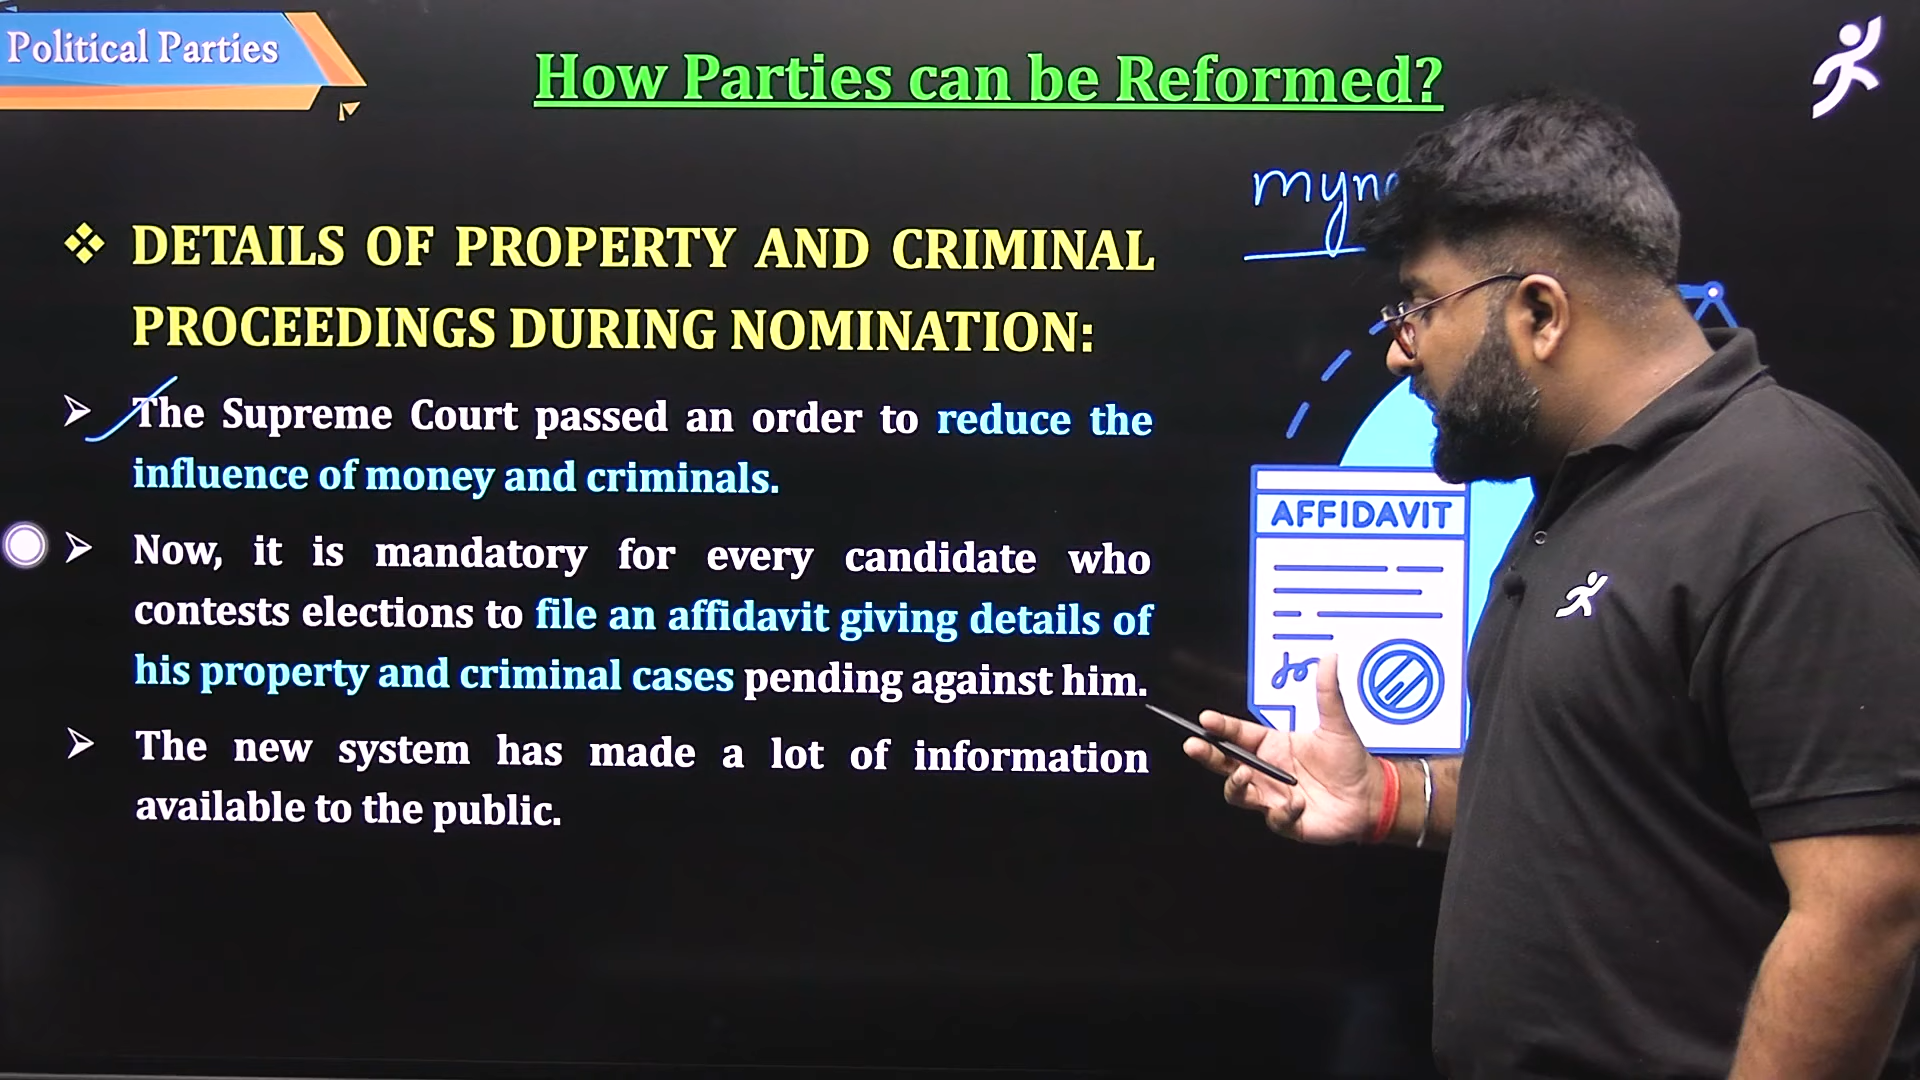 Political Parties
How Parties can be Reformed?
DETAILS OF PROPERTY AND CRIMINAL
PROCEEDINGS DURING NOMINATION:
The Supreme Court passed an order to reduce the
influence of money and criminals.
Now, it is mandatory for every candidate who
contests elections to file an affidavit giving details of
his property and criminal cases pending against him.
The new system has made a lot of information
available to the public.
AFFIDAVIT